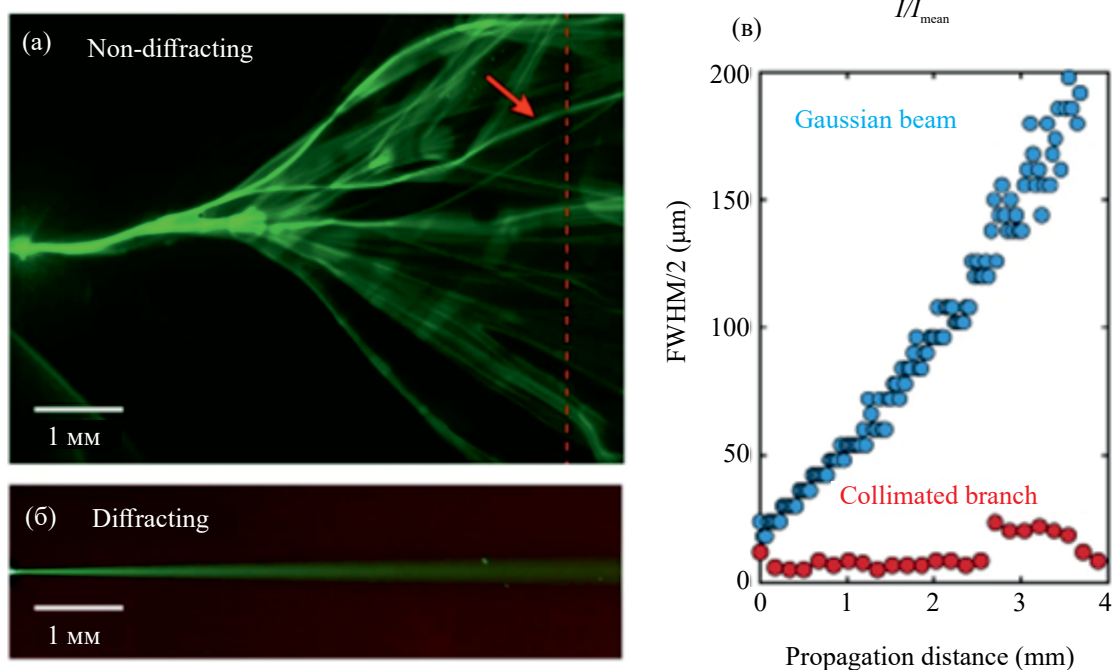 (а) Non-diffracting
1 мм
(б) Diffracting
1 мм
I/I mean
(в)
200
150
100
50
0
FWHM/2 (μm)
Gaussian beam
Collimated branch
0 1 2 3 4
Propagation distance (mm)